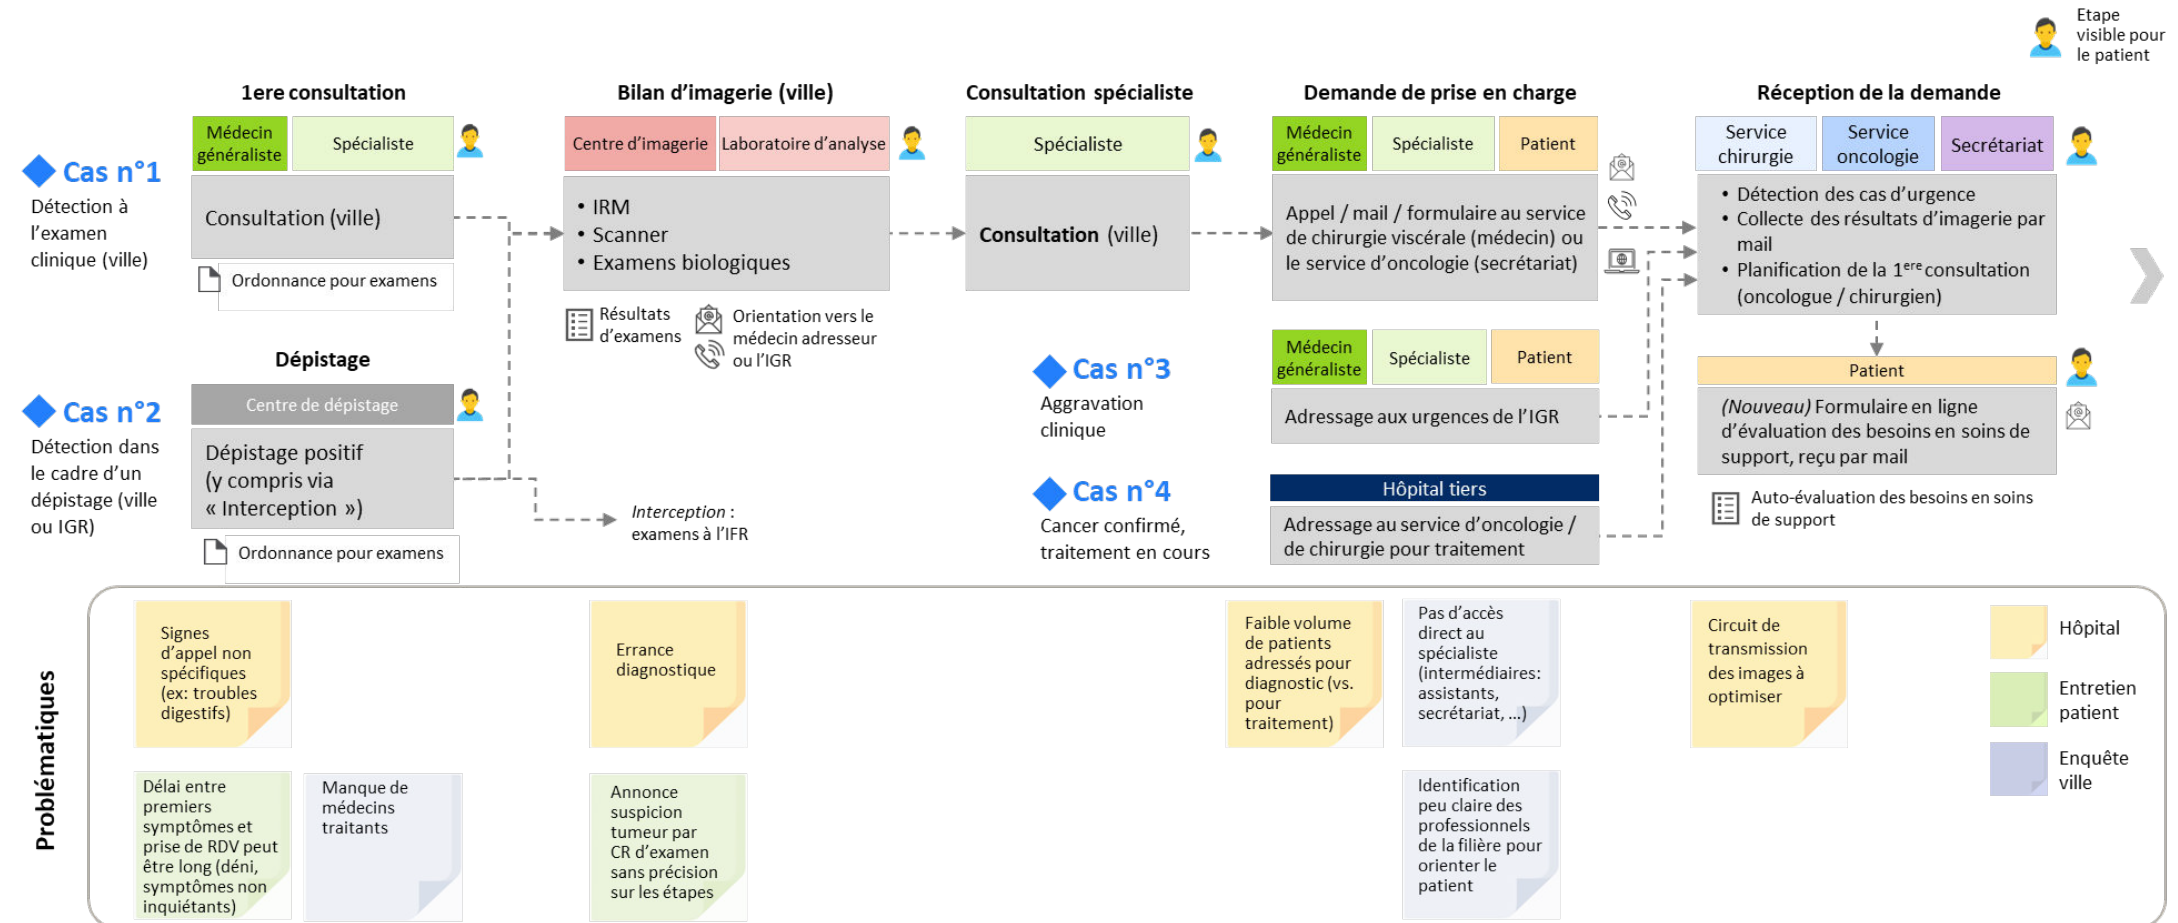 Etape
visible pour
le patient
1ere consultation
Médecin
généraliste
Spécialiste
Cas n°1
Détection à
l'examen
clinique (ville)
Consultation (ville)
Ordonnance pour examens
Dépistage
Centre de dépistage
Cas n°2
Détection dans
le cadre d'un
dépistage (ville
ou IGR)
Dépistage positif
(y compris via
« Interception »)
Ordonnance pour examens
Bilan d'imagerie (ville)
Centre d'imagerie
Laboratoire d'analyse
• IRM
• Scanner
• Examens biologiques
Résultats
d'examens
Orientation vers le
médecin adresseur
ou l'IGR
Interception :
examens à l'IFR
Consultation spécialiste
Spécialiste
Consultation (ville)
Demande de prise en charge
Médecin
généraliste
Spécialiste
Patient
Appel / mail / formulaire au service
de chirurgie viscérale (médecin) ou
le service d'oncologie (secrétariat)
Cas n°3
Aggravation
clinique
Médecin
généraliste
Spécialiste
Patient
Adressage aux urgences de l'IGR
Cas n°4
Cancer confirmé,
traitement en cours
Hôpital tiers
Adressage au service d'oncologie /
de chirurgie pour traitement
Réception de la demande
Service
chirurgie
Service
oncologie
Secrétariat
• Détection des cas d'urgence
• Collecte des résultats d'imagerie par
mail
• Planification de la 1ere consultation
(oncologue / chirurgien)
Patient
(Nouveau) Formulaire en ligne
d'évaluation des besoins en soins de
support, reçu par mail
Auto-évaluation des besoins en soins
de support
Problématiques
Signes
d'appel non
spécifiques
(ex: troubles
digestifs)
Délai entre
premiers
symptômes et
prise de RDV peut
être long (déni,
symptômes non
inquiétants)
Manque de
médecins
traitants
Errance
diagnostique
Annonce
suspicion
tumeur par
CR d'examen
sans précision
sur les étapes
Faible volume
de patients
adressés pour
diagnostic (vs.
pour
traitement)
Pas d'accès
direct au
spécialiste
(intermédiaires:
assistants,
secrétariat, …)
Identification
peu claire des
professionnels
de la filière pour
orienter le
patient
Circuit de
transmission
des images à
optimiser
Hôpital
Entretien
patient
Enquête
ville